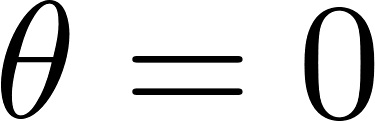 θ = 0